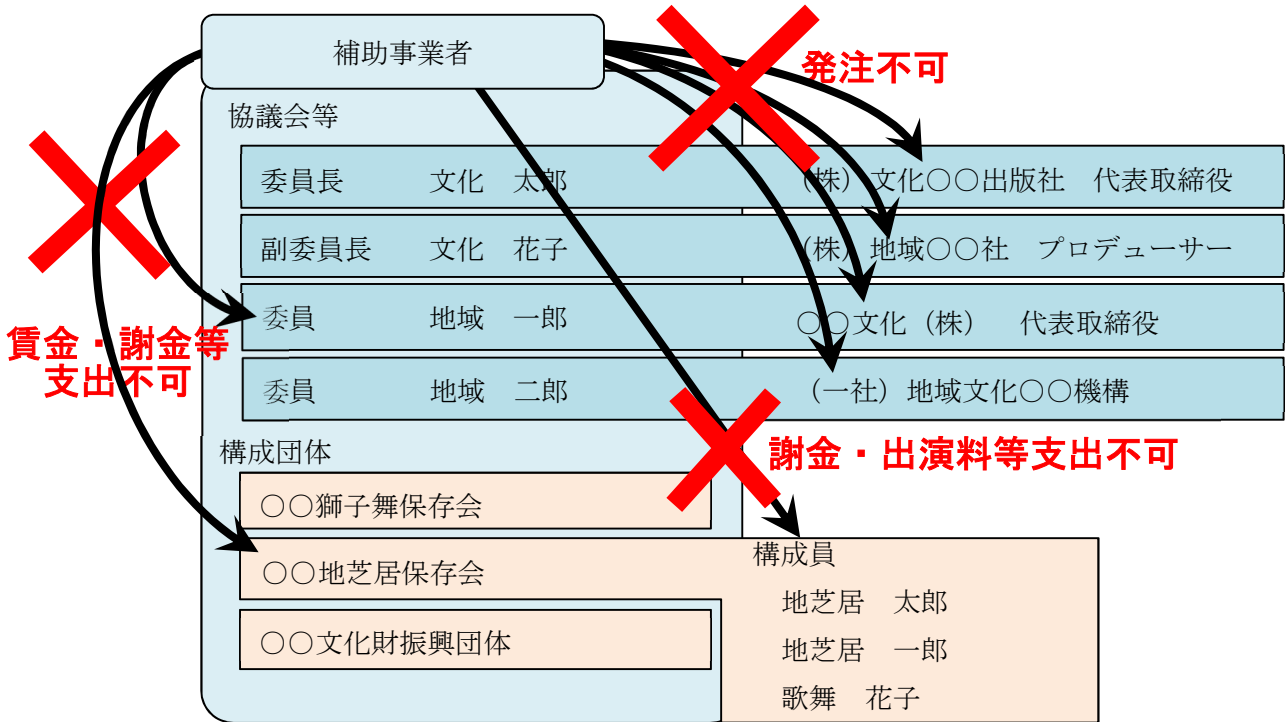 補助事業者
発注不可
協議会等
委員長 文化 太郎 (株)文化○○出版社 代表取締役
副委員長 文化 花子 (株)地域○○社 プロデューサー
委員 地域 一郎 ○○文化(株) 代表取締役
委員 地域 二郎 (一社)地域文化○○機構
賃金・謝金等
支出不可
謝金・出演料等支出不可
構成団体
○○獅子舞保存会
○○地芝居保存会
○○文化財振興団体
構成員
地芝居 太郎
地芝居 一郎
歌舞 花子